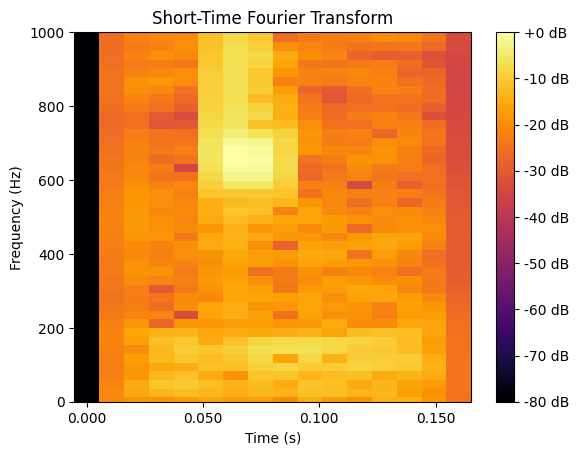 Short-Time Fourier Transform
1000
800
600
400
200
0
Frequency (Hz)
0.000
0.050
0.100
0.150
Time (s)
+0 dB
-10 dB
-20 dB
-30 dB
-40 dB
-50 dB
-60 dB
-70 dB
-80 dB